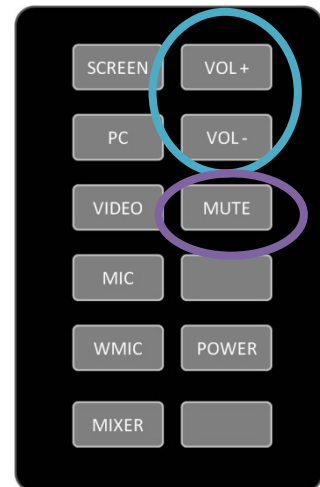 SCREEN VOL+
PC VOL-
VIDEO MUTE
MIC
WMIC POWER
MIXER